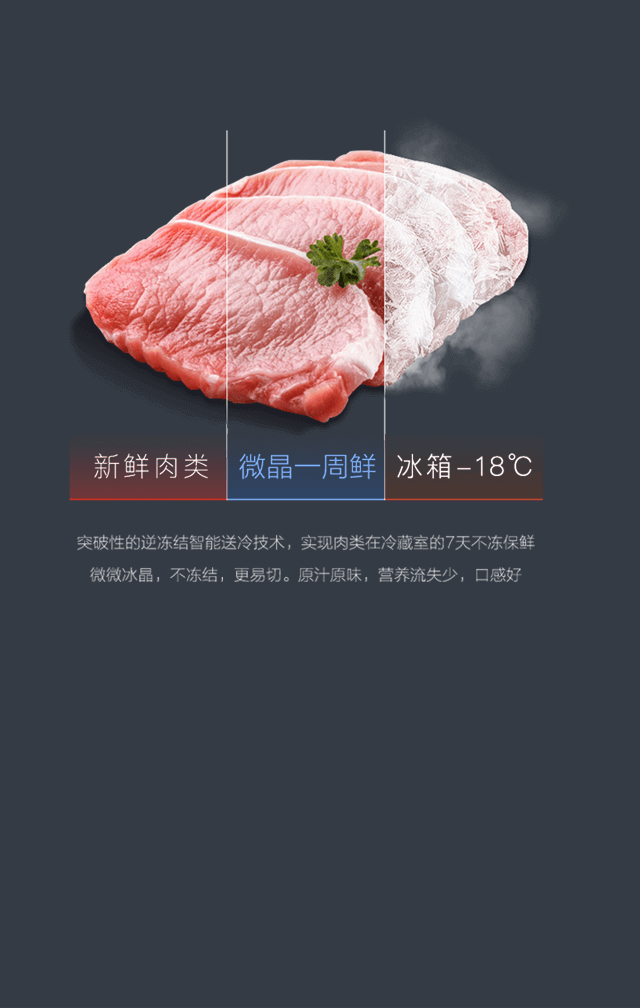 新鲜肉类
微晶一周鲜
冰箱-18℃
突破性的逆冻结智能送冷技术，实现肉类在冷藏室的7天不冻保鲜
微微冰晶，不冻结，更易切。原汁原味，营养流失少，口感好